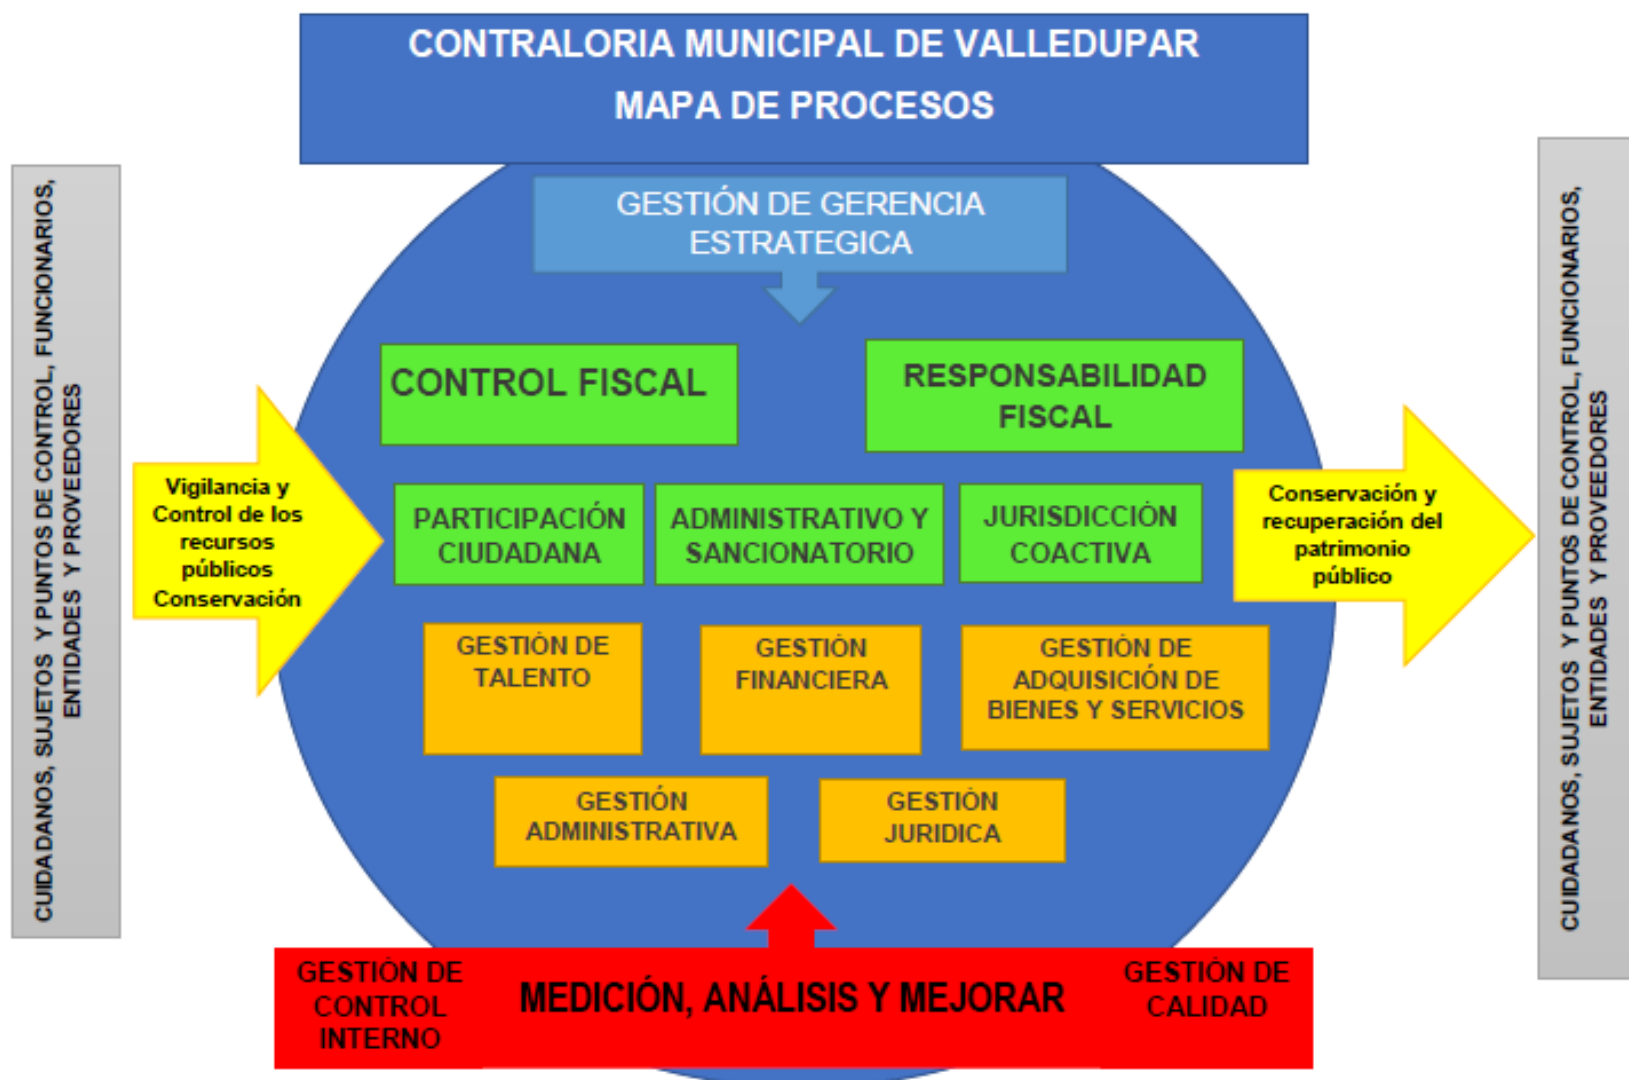 CONTRALORIA MUNICIPAL DE VALLEDUPAR
MAPA DE PROCESOS
GESTIÓN DE GERENCIA
ESTRATEGICA
CUIDADANOS, SUJETOS Y PUNTOS DE CONTROL, FUNCIONARIOS,
ENTIDADES Y PROVEEDORES
Vigilancia y
Control de los
recursos
públicos
Conservación
CONTROL FISCAL
RESPONSABILIDAD
FISCAL
PARTICIPACIÓN
CIUDADANA
ADMINISTRATIVO Y
SANCIONATORIO
JURISDICCIÓN
COACTIVA
GESTIÓN DE
TALENTO
GESTIÓN
FINANCIERA
GESTIÓN DE
ADQUISICIÓN DE
BIENES Y SERVICIOS
GESTIÓN
ADMINISTRATIVA
GESTIÓN
JURIDICA
Conservación y
recuperación del
patrimonio
público
CUIDADANOS, SUJETOS Y PUNTOS DE CONTROL, FUNCIONARIOS,
ENTIDADES Y PROVEEDORES
GESTIÓN DE
CONTROL
INTERNO
MEDICIÓN, ANÁLISIS Y MEJORAR
GESTIÓN DE
CALIDAD